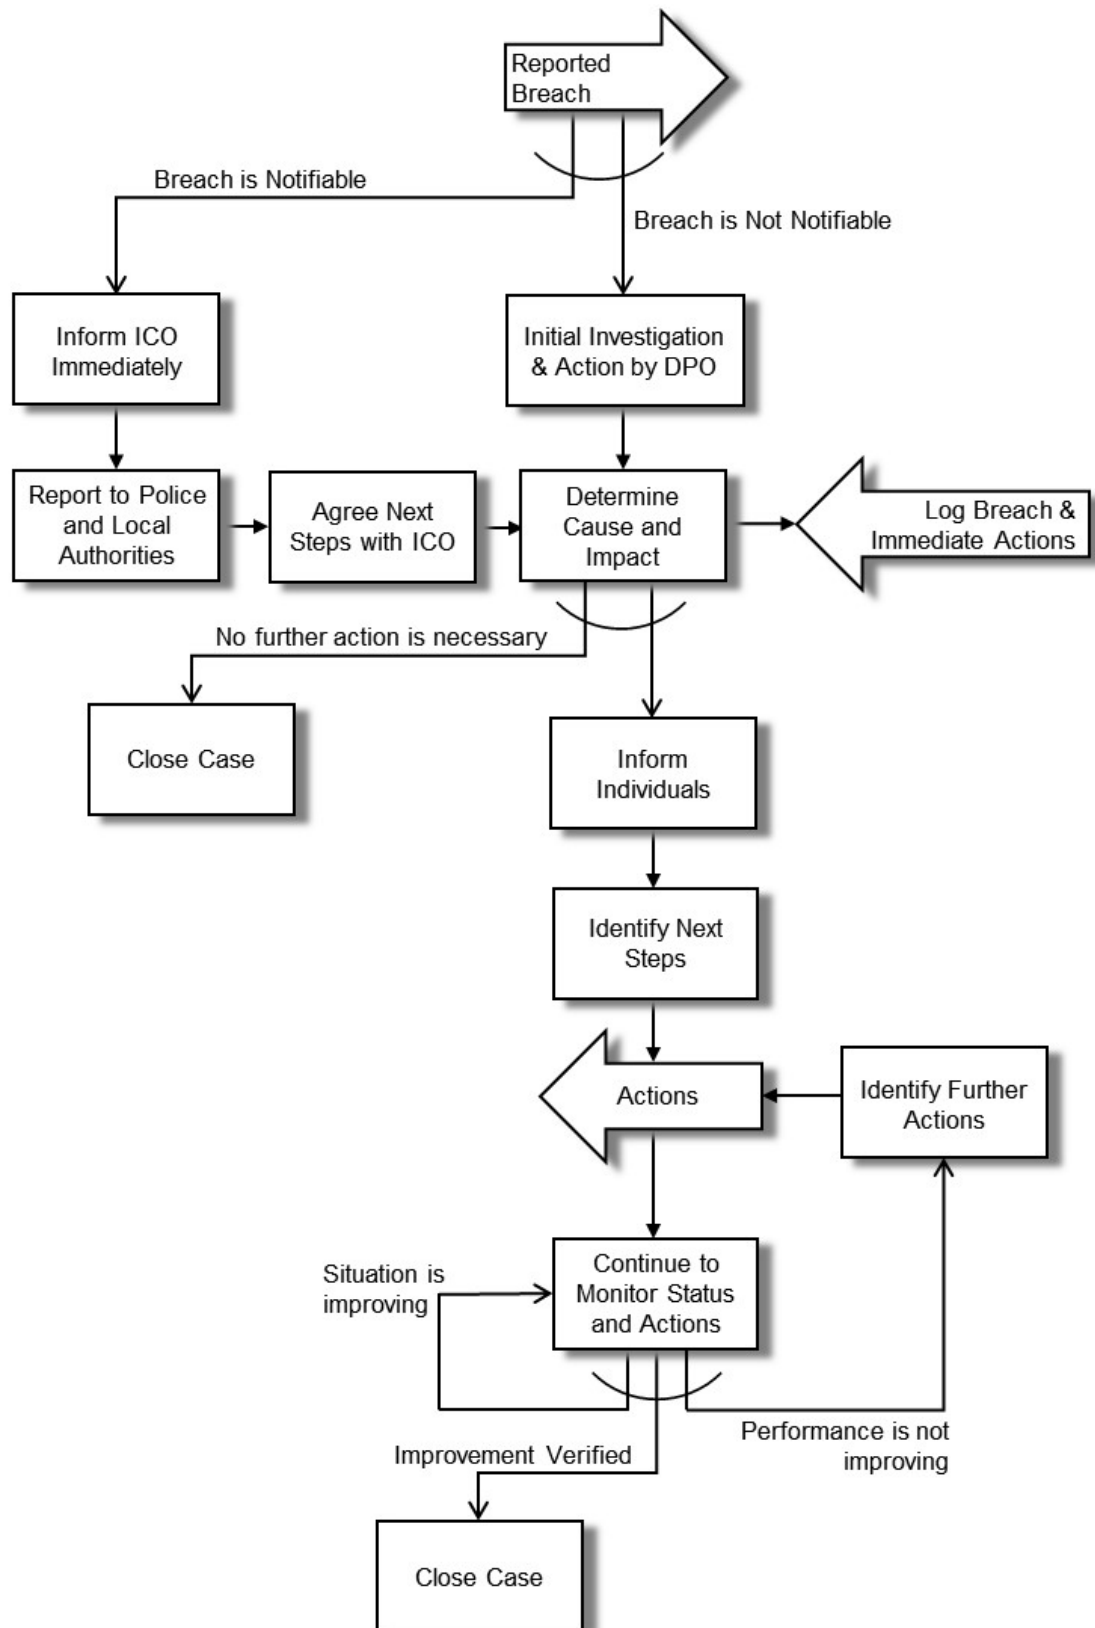 Reported
Breach
Breach is Notifiable
Breach is Not Notifiable
Inform ICO
Immediately
Initial Investigation
& Action by DPO
Report to Police
and Local
Authorities
Agree Next
Steps with ICO
Determine
Cause and
Impact
Log Breach &
Immediate Actions
No further action is necessary
Close Case
Inform
Individuals
Identify Next
Steps
Actions
Identify Further
Actions
Situation is
improving
Continue to
Monitor Status
and Actions
Performance is not
improving
Improvement Verified
Close Case